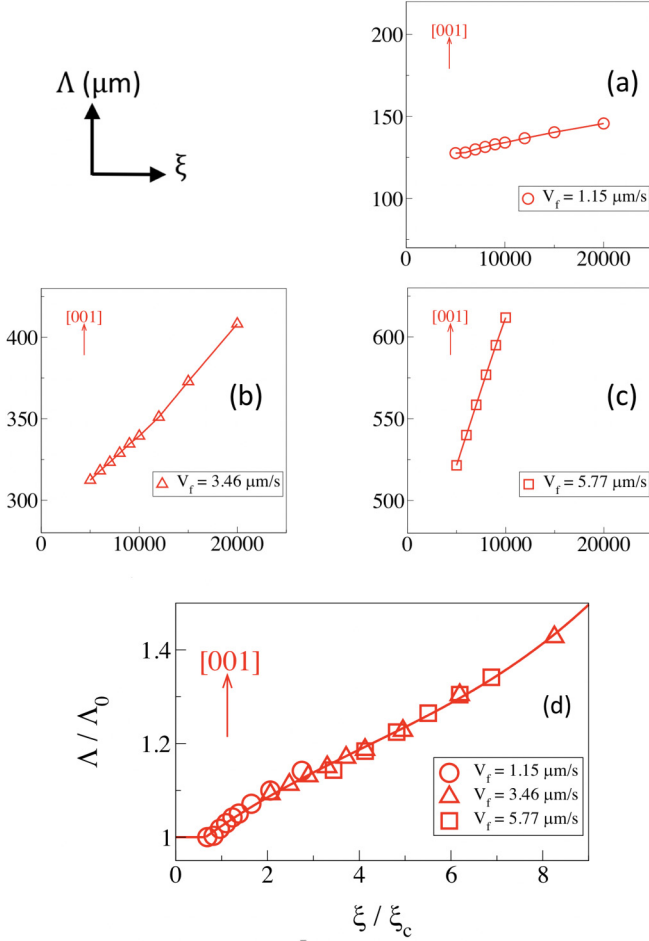 Λ (μm)
ξ
[001]
(a)
200
150
100
V_f = 1.15 μm/s
0
10000
20000
[001]
400
350
300
(b)
V_f = 3.46 μm/s
0
10000
20000
[001]
600
550
500
(c)
V_f = 5.77 μm/s
0
10000
20000
[001]
(d)
1.4
1.2
1
Λ / Λ_0
V_f = 1.15 μm/s
V_f = 3.46 μm/s
V_f = 5.77 μm/s
0
2
4
6
8
ξ / ξ_c